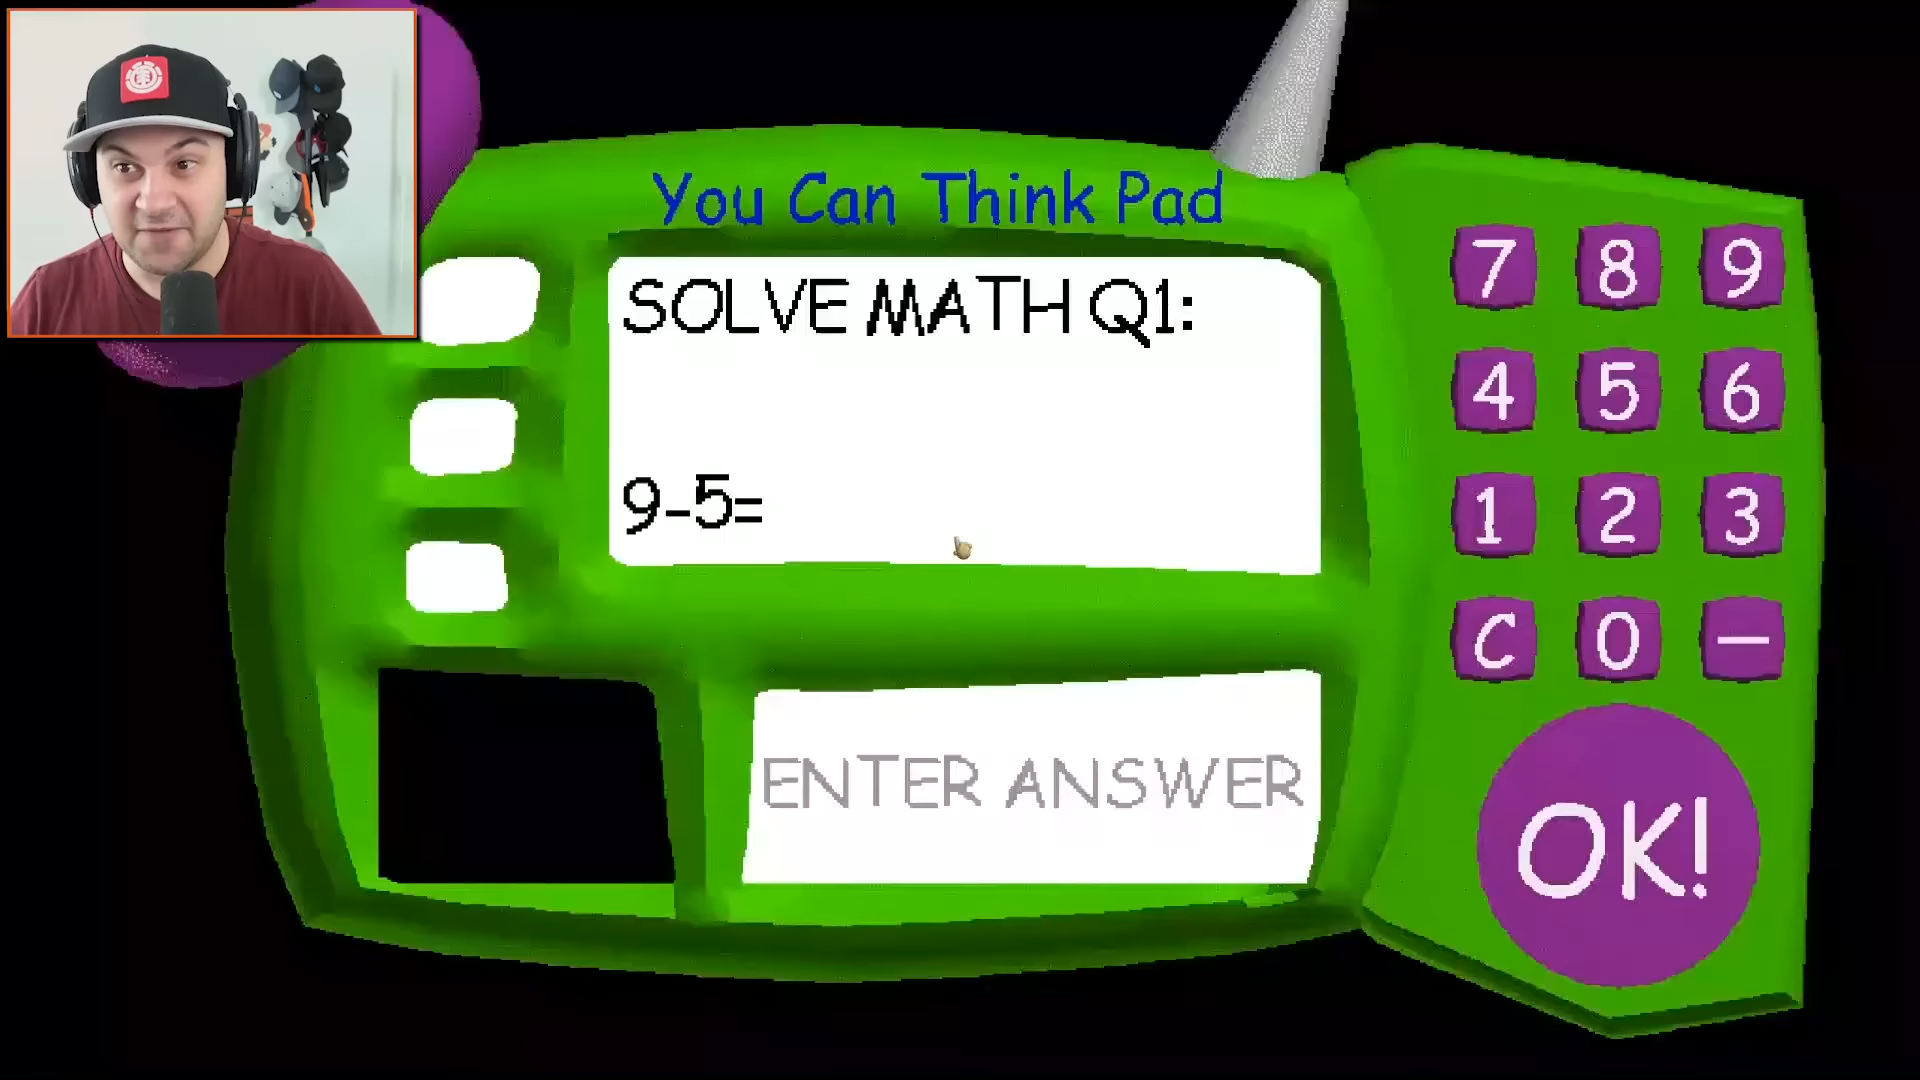 You Can Think Pad
SOLVE MATH Q1:
9-5=
ENTER ANSWER
7 8 9
4 5 6
1 2 3
C 0 —
OK!